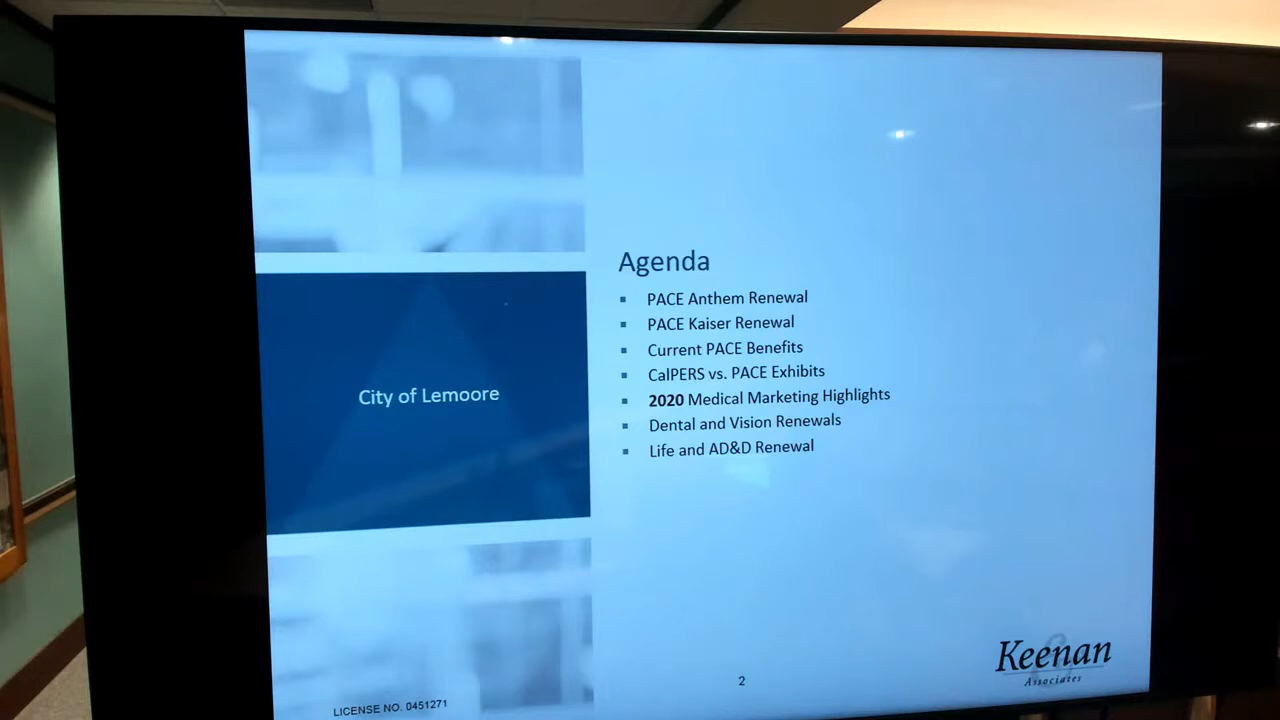 City of Lemoore
Agenda
▪ PACE Anthem Renewal
▪ PACE Kaiser Renewal
▪ Current PACE Benefits
▪ CalPERS vs. PACE Exhibits
▪ 2020 Medical Marketing Highlights
▪ Dental and Vision Renewals
▪ Life and AD&D Renewal
Keenan
& Associates
2
LICENSE NO. 0451271